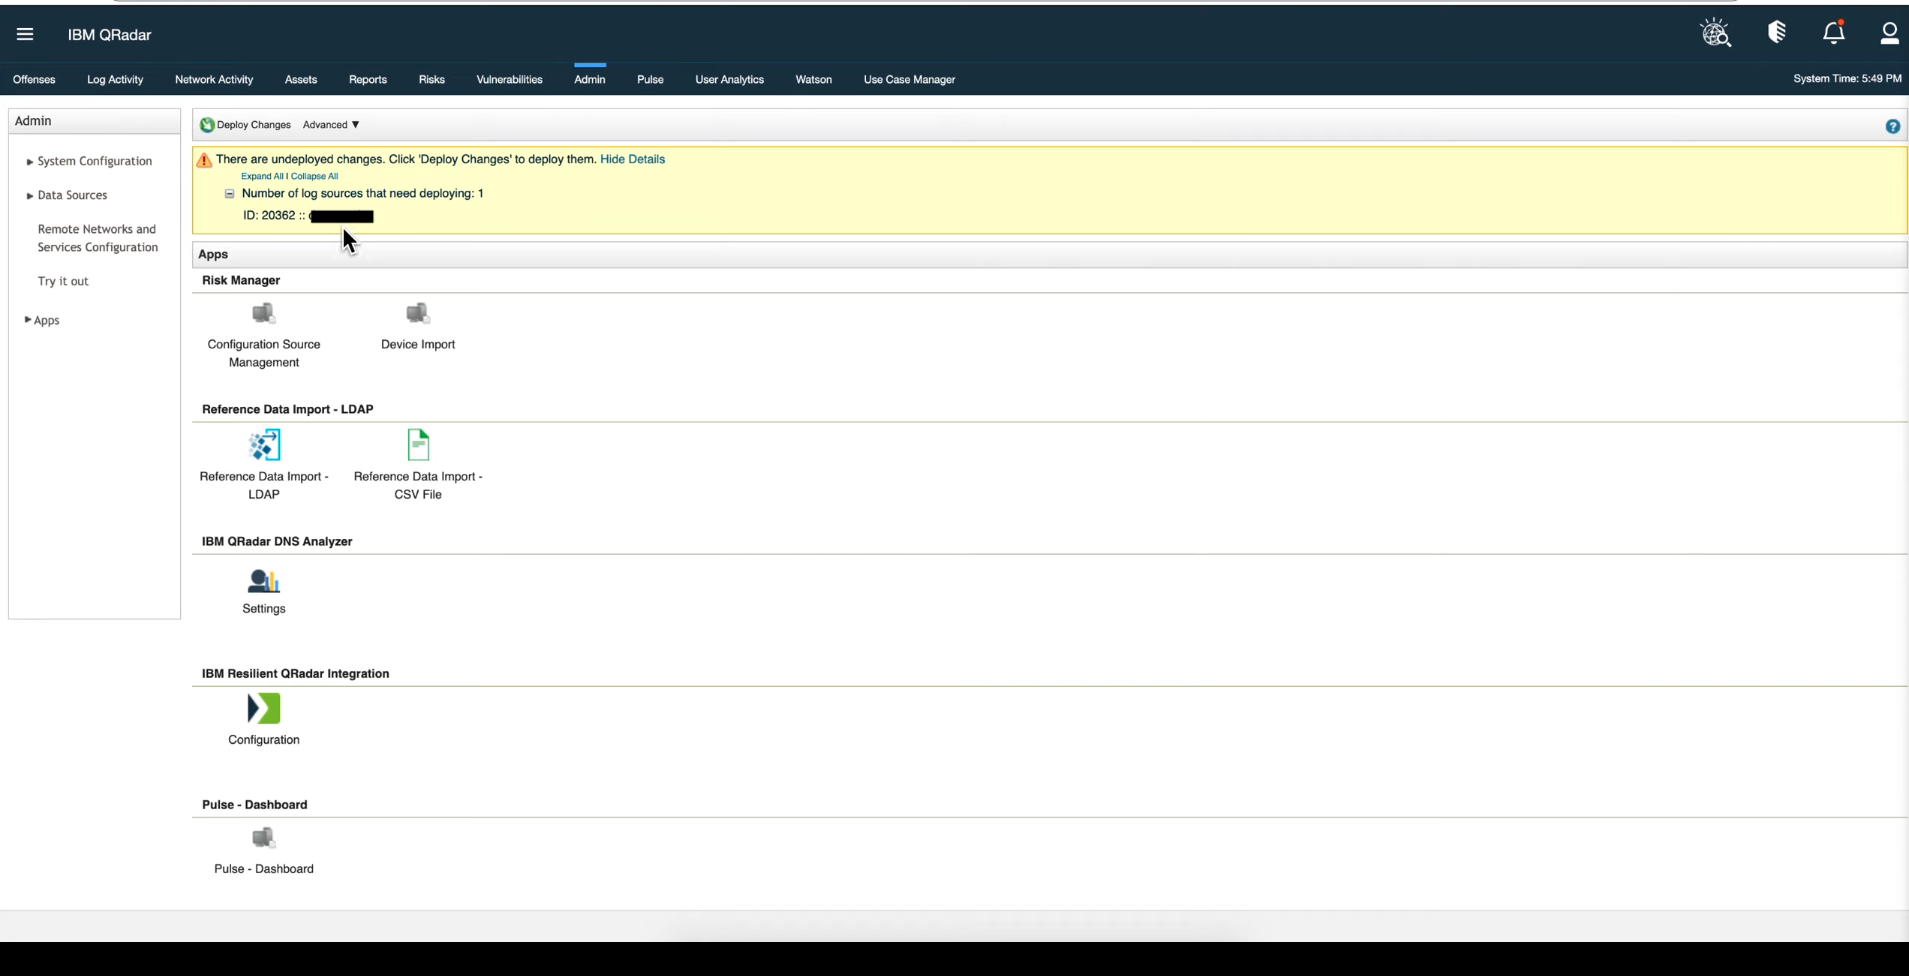 IBM QRadar
Offenses Log Activity Network Activity Assets Reports Risks Vulnerabilities Admin Pulse User Analytics Watson Use Case Manager System Time: 5:49 PM
Admin
System Configuration
Data Sources
Remote Networks and
Services Configuration
Try it out
Apps
Deploy Changes Advanced ▼
There are undeployed changes. Click 'Deploy Changes' to deploy them. Hide Details
Expand All | Collapse All
Number of log sources that need deploying: 1
ID: 20362 ::
Apps
Risk Manager
Configuration Source
Management
Device Import
Reference Data Import - LDAP
Reference Data Import -
LDAP
Reference Data Import -
CSV File
IBM QRadar DNS Analyzer
Settings
IBM Resilient QRadar Integration
Configuration
Pulse - Dashboard
Pulse - Dashboard